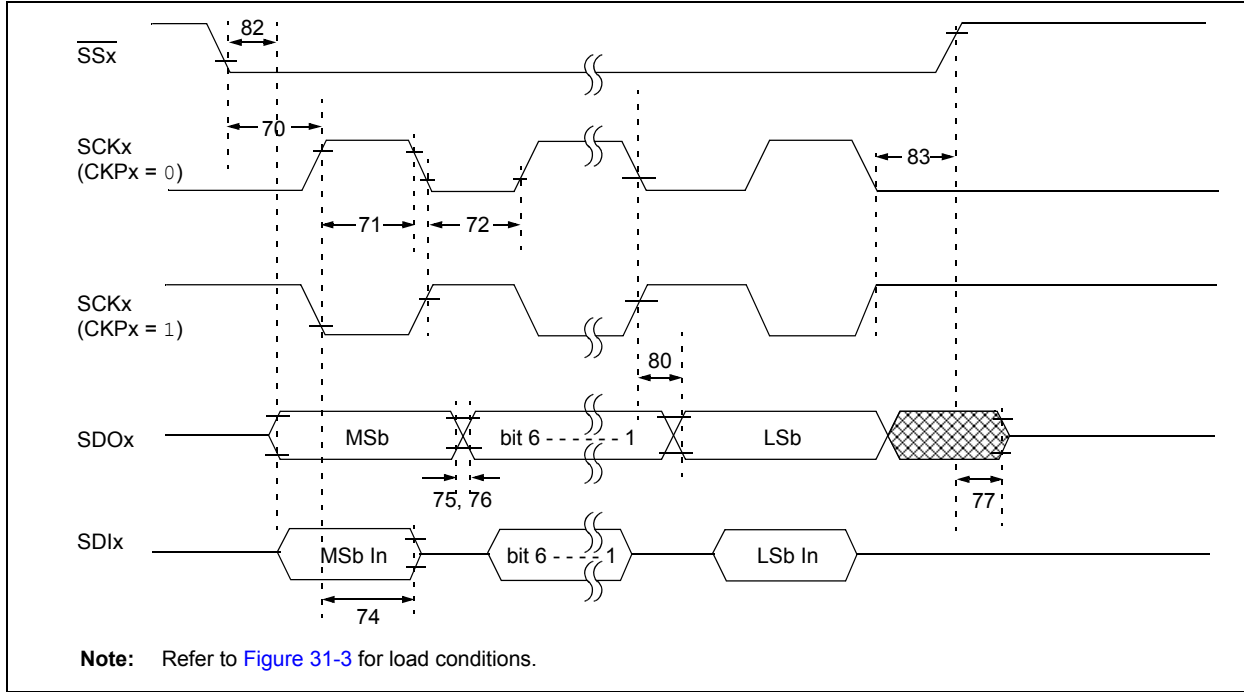 82
SSx
70
SCKx
(CKPx = 0)
83
71
72
SCKx
(CKPx = 1)
80
SDOx
MSb
bit 6 - - - - - 1
LSb
75, 76
77
SDIx
MSb In
bit 6 - - - - 1
LSb In
74
Note: Refer to Figure 31-3 for load conditions.